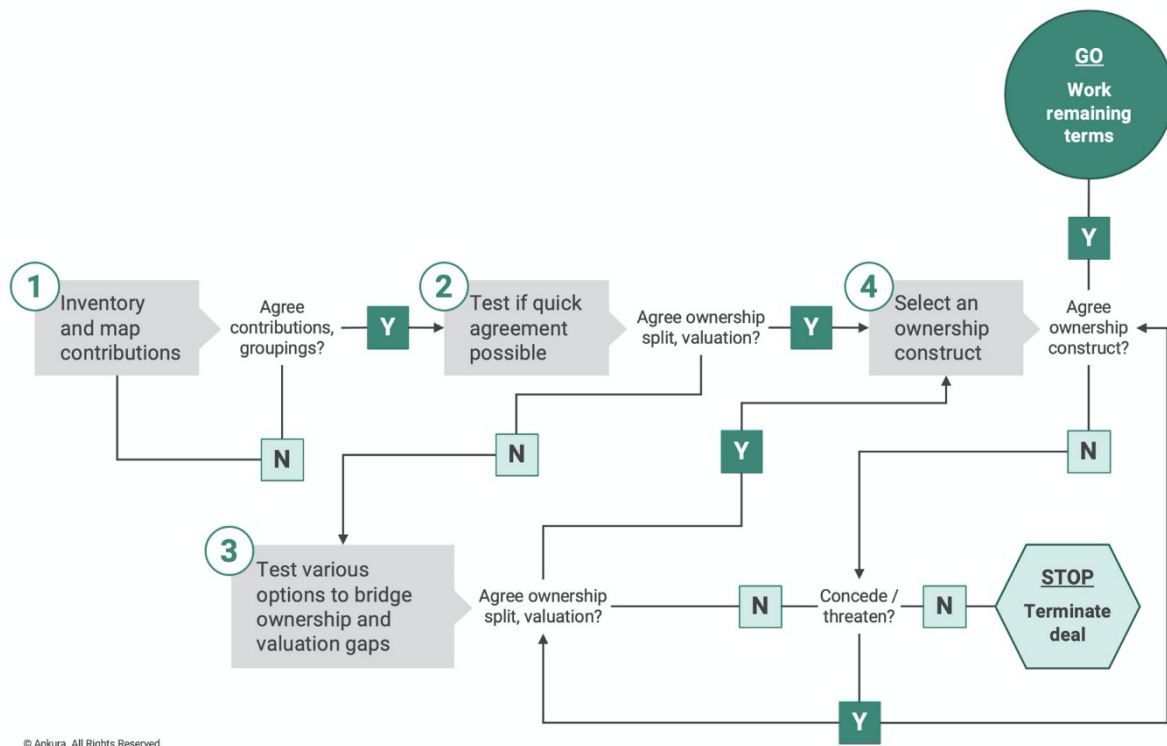 GO
Work
remaining
terms
Y
1
Inventory
and map
contributions
Agree
contributions,
groupings?
Y
2
Test if quick
agreement
possible
Agree ownership
split, valuation?
Y
4
Select an
ownership
construct
Agree
ownership
construct?
N
N
Y
N
3
Test various
options to bridge
ownership and
valuation gaps
Agree ownership
split, valuation?
N
Concede /
threaten?
N
STOP
Terminate
deal
Y
© Ankura. All Rights Reserved.